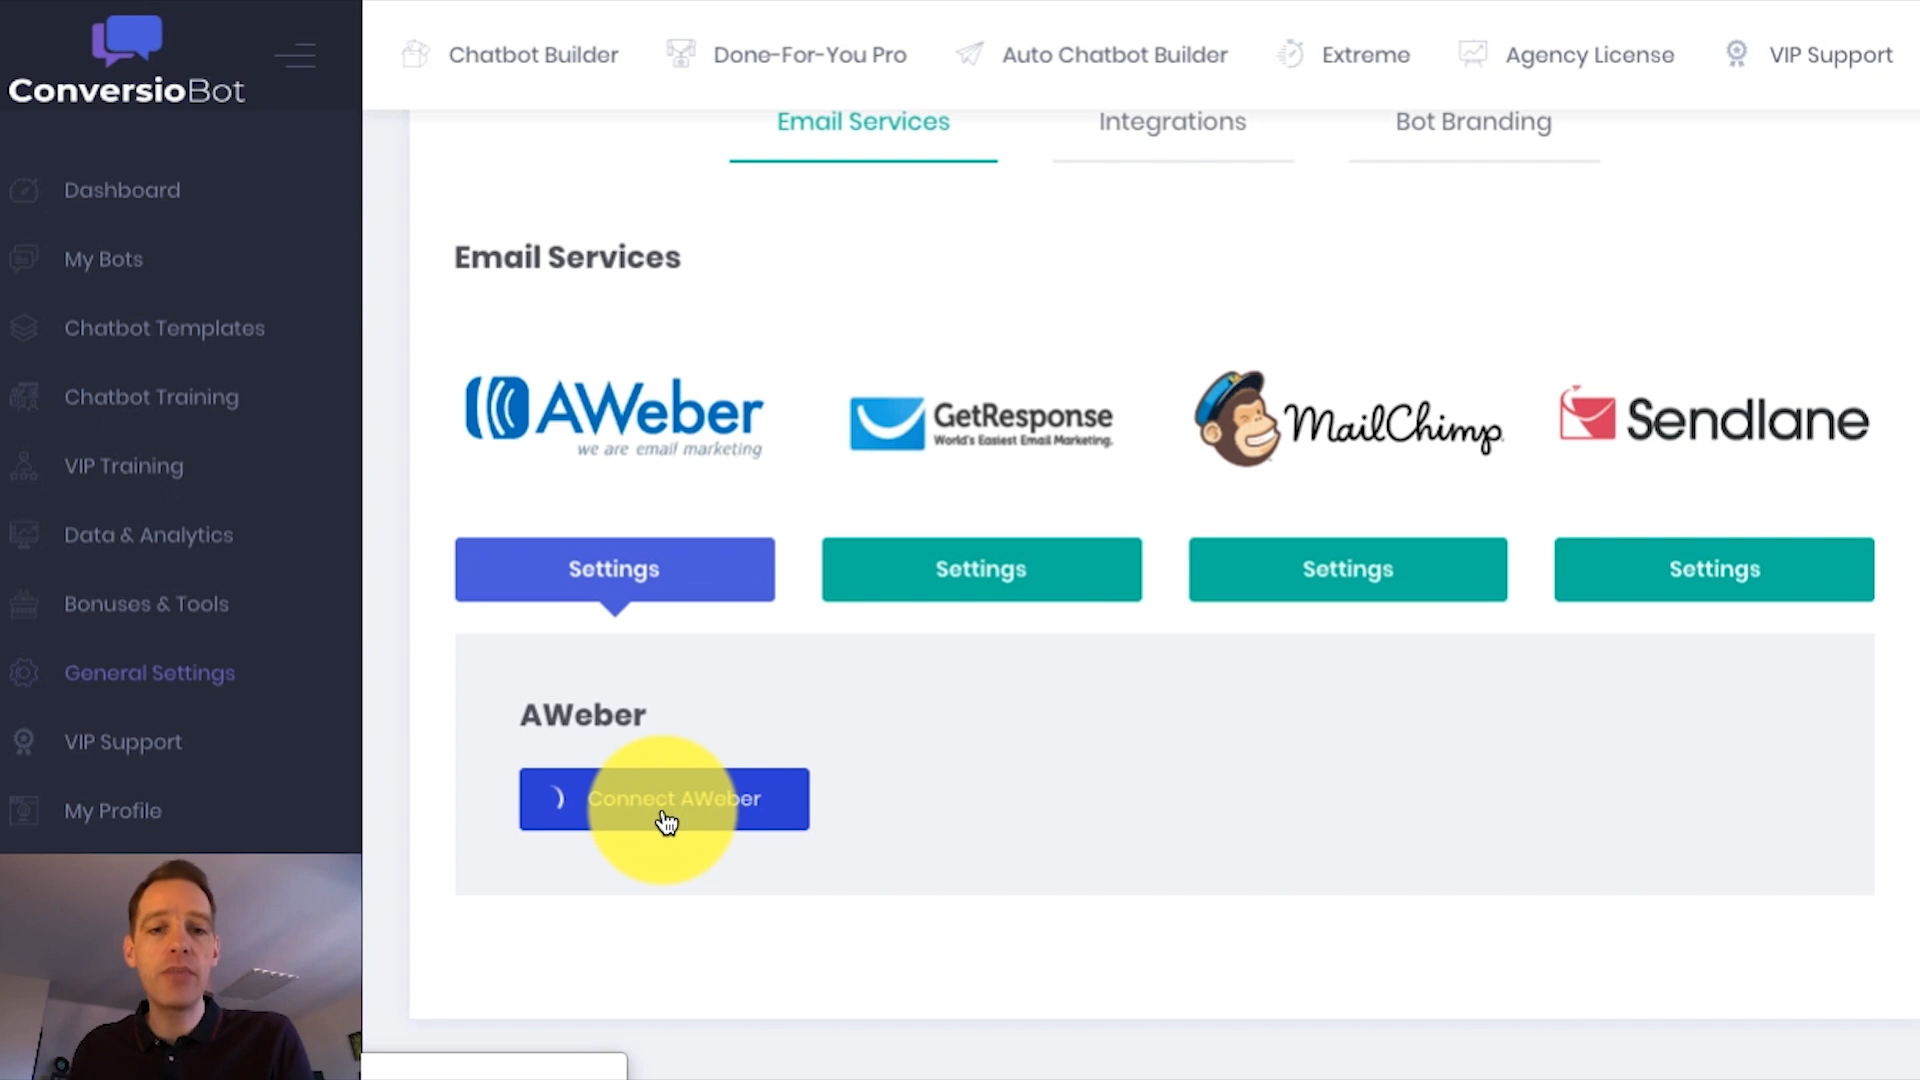 ConversioBot
Chatbot Builder
Done-For-You Pro
Auto Chatbot Builder
Extreme
Agency License
VIP Support
Dashboard
My Bots
Chatbot Templates
Chatbot Training
VIP Training
Data & Analytics
Bonuses & Tools
General Settings
VIP Support
My Profile
Email Services
Integrations
Bot Branding
Email Services
AWeber
we are email marketing
GetResponse
World's Easiest Email Marketing.
MailChimp
Sendlane
Settings
Settings
Settings
Settings
AWeber
Connect AWeber